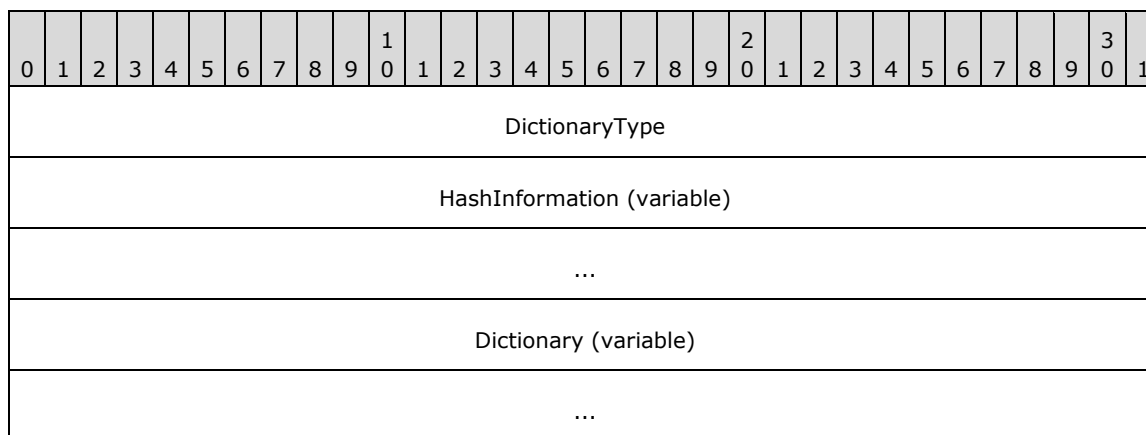 1 2 3
0 1 2 3 4 5 6 7 8 9 0 1 2 3 4 5 6 7 8 9 0 1 2 3 4 5 6 7 8 9 0 1
DictionaryType
HashInformation (variable)
...
Dictionary (variable)
...